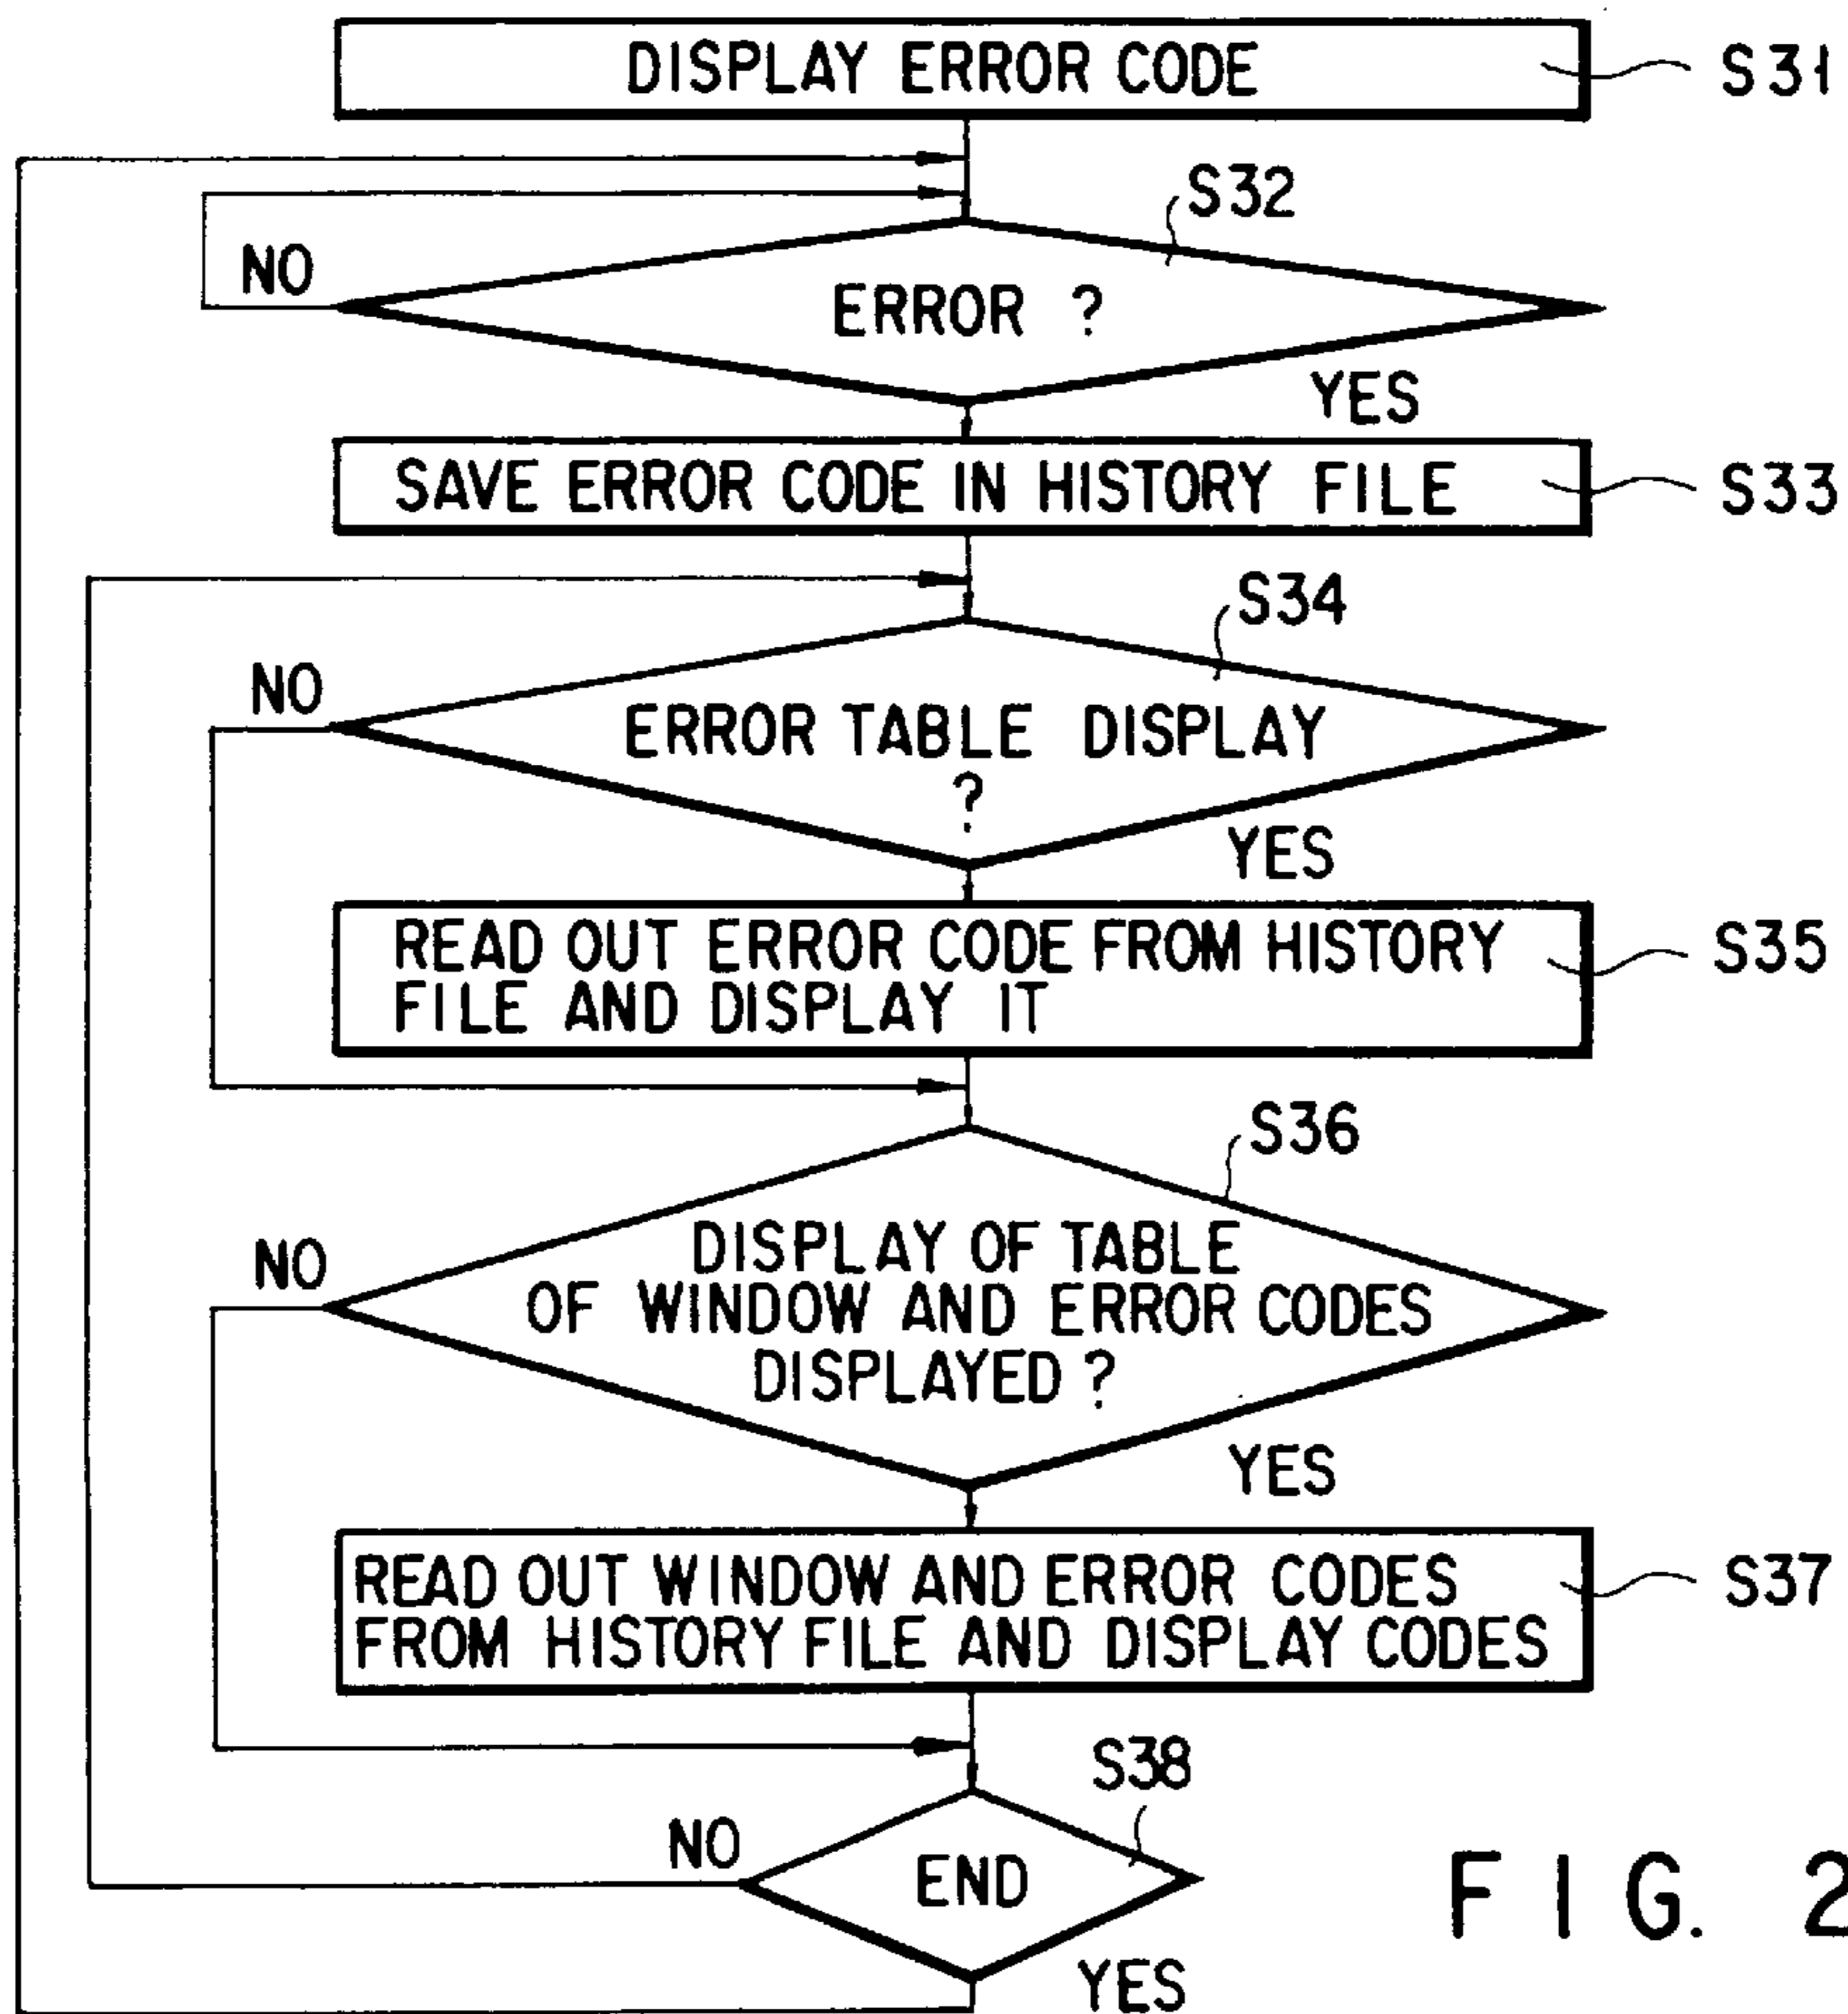 DISPLAY ERROR CODE
S31
S32
NO
ERROR ?
YES
SAVE ERROR CODE IN HISTORY FILE
S33
S34
NO
ERROR TABLE DISPLAY
?
YES
READ OUT ERROR CODE FROM HISTORY
FILE AND DISPLAY IT
S35
S36
NO
DISPLAY OF TABLE
OF WINDOW AND ERROR CODES
DISPLAYED ?
YES
READ OUT WINDOW AND ERROR CODES
FROM HISTORY FILE AND DISPLAY CODES
S37
S38
NO
END
YES
FIG. 2